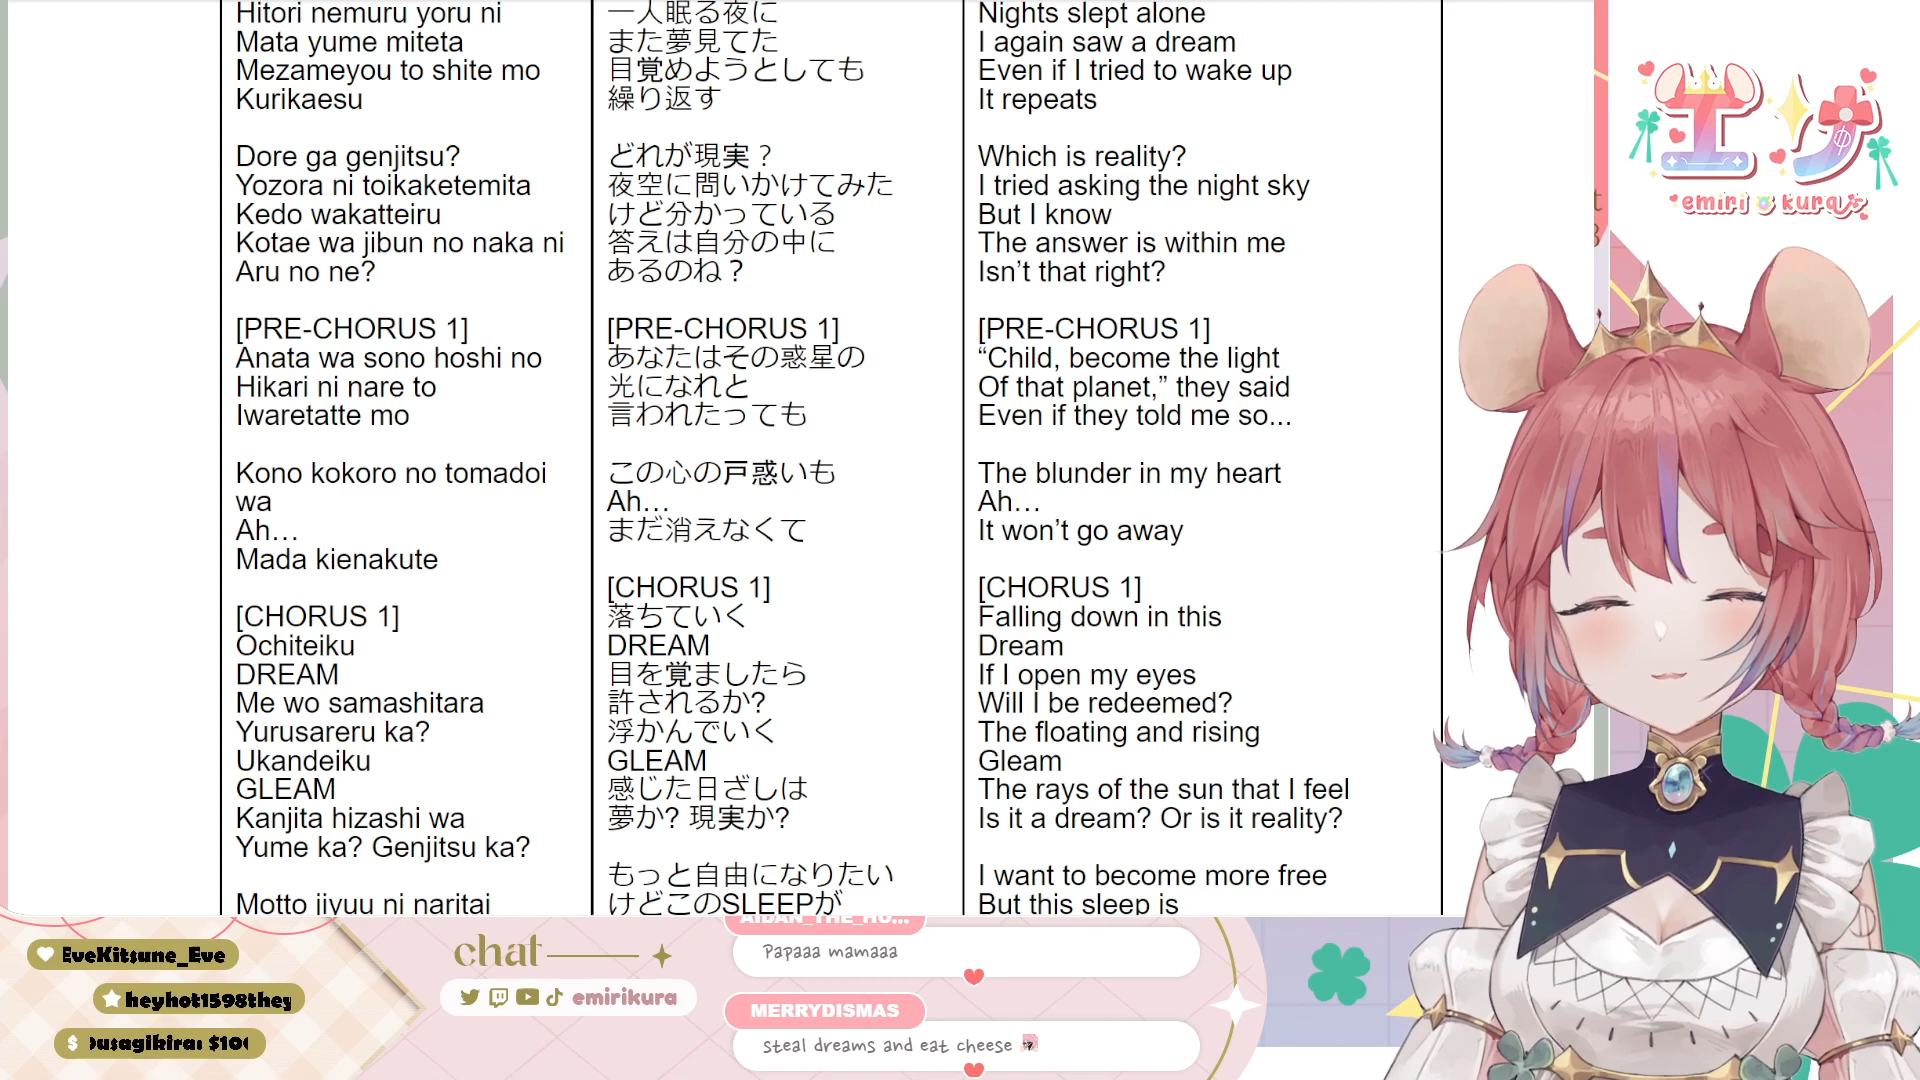 Hitori nemuru yoru ni
Mata yume miteta
Mezameyou to shite mo
Kurikaesu
Dore ga genjitsu?
Yozora ni toikaketemita
Kedo wakatteiru
Kotae wa jibun no naka ni
Aru no ne?
[PRE-CHORUS 1]
Anata wa sono hoshi no
Hikari ni nare to
Iwaretatte mo
Kono kokoro no tomadoi
wa
Ah…
Mada kienakute
[CHORUS 1]
Ochiteiku
DREAM
Me wo samashitara
Yurusareru ka?
Ukandeiku
GLEAM
Kanjita hizashi wa
Yume ka? Genjitsu ka?
Motto jiyuu ni naritai
一人眠る夜に
また夢見てた
目覚めようとしても
繰り返す
どれが現実？
夜空に問いかけてみた
けど分かっている
答えは自分の中に
あるのね？
[PRE-CHORUS 1]
あなたはその惑星の
光になれと
言われたっても
この心の戸惑いも
Ah…
まだ消えなくて
[CHORUS 1]
落ちていく
DREAM
目を覚ましたら
許されるか?
浮かんでいく
GLEAM
感じた日ざしは
夢か? 現実か?
もっと自由になりたい
けどこのSLEEPが
Nights slept alone
I again saw a dream
Even if I tried to wake up
It repeats
Which is reality?
I tried asking the night sky
But I know
The answer is within me
Isn’t that right?
[PRE-CHORUS 1]
“Child, become the light
Of that planet,” they said
Even if they told me so...
The blunder in my heart
Ah…
It won’t go away
[CHORUS 1]
Falling down in this
Dream
If I open my eyes
Will I be redeemed?
The floating and rising
Gleam
The rays of the sun that I feel
Is it a dream? Or is it reality?
I want to become more free
But this sleep is
エリ
emiri kura
EveKitsune_Eve
heyhot1598they
$100
chat
emirikura
AIDAN_THE_HU...
Papaaa mamaaa
MERRYDISMAS
steal dreams and eat cheese